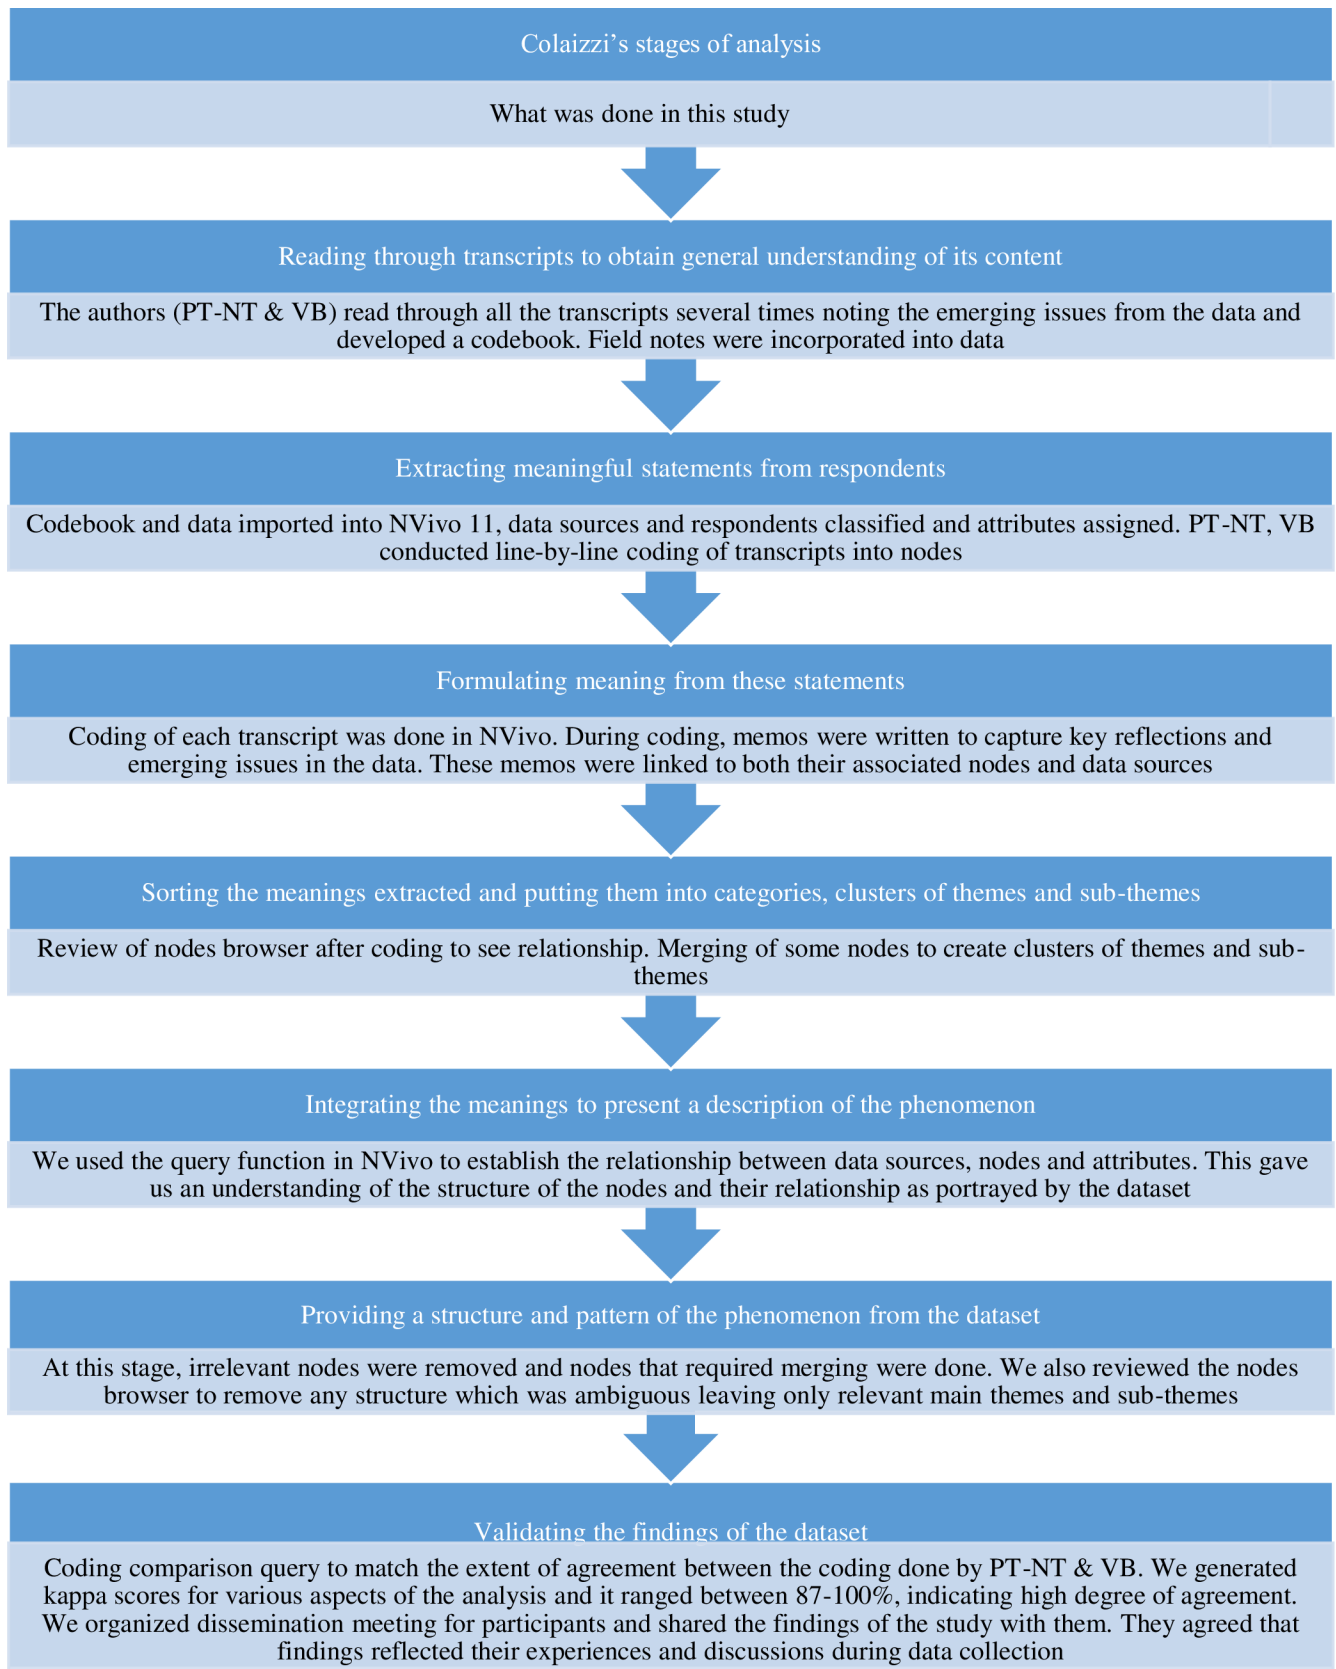 Colaizzi’s stages of analysis
What was done in this study
Reading through transcripts to obtain general understanding of its content
The authors (PT-NT & VB) read through all the transcripts several times noting the emerging issues from the data and
developed a codebook. Field notes were incorporated into data
Extracting meaningful statements from respondents
Codebook and data imported into NVivo 11, data sources and respondents classified and attributes assigned. PT-NT, VB
conducted line-by-line coding of transcripts into nodes
Formulating meaning from these statements
Coding of each transcript was done in NVivo. During coding, memos were written to capture key reflections and
emerging issues in the data. These memos were linked to both their associated nodes and data sources
Sorting the meanings extracted and putting them into categories, clusters of themes and sub-themes
Review of nodes browser after coding to see relationship. Merging of some nodes to create clusters of themes and sub-
themes
Integrating the meanings to present a description of the phenomenon
We used the query function in NVivo to establish the relationship between data sources, nodes and attributes. This gave
us an understanding of the structure of the nodes and their relationship as portrayed by the dataset
Providing a structure and pattern of the phenomenon from the dataset
At this stage, irrelevant nodes were removed and nodes that required merging were done. We also reviewed the nodes
browser to remove any structure which was ambiguous leaving only relevant main themes and sub-themes
Validating the findings of the dataset
Coding comparison query to match the extent of agreement between the coding done by PT-NT & VB. We generated
kappa scores for various aspects of the analysis and it ranged between 87-100%, indicating high degree of agreement.
We organized dissemination meeting for participants and shared the findings of the study with them. They agreed that
findings reflected their experiences and discussions during data collection